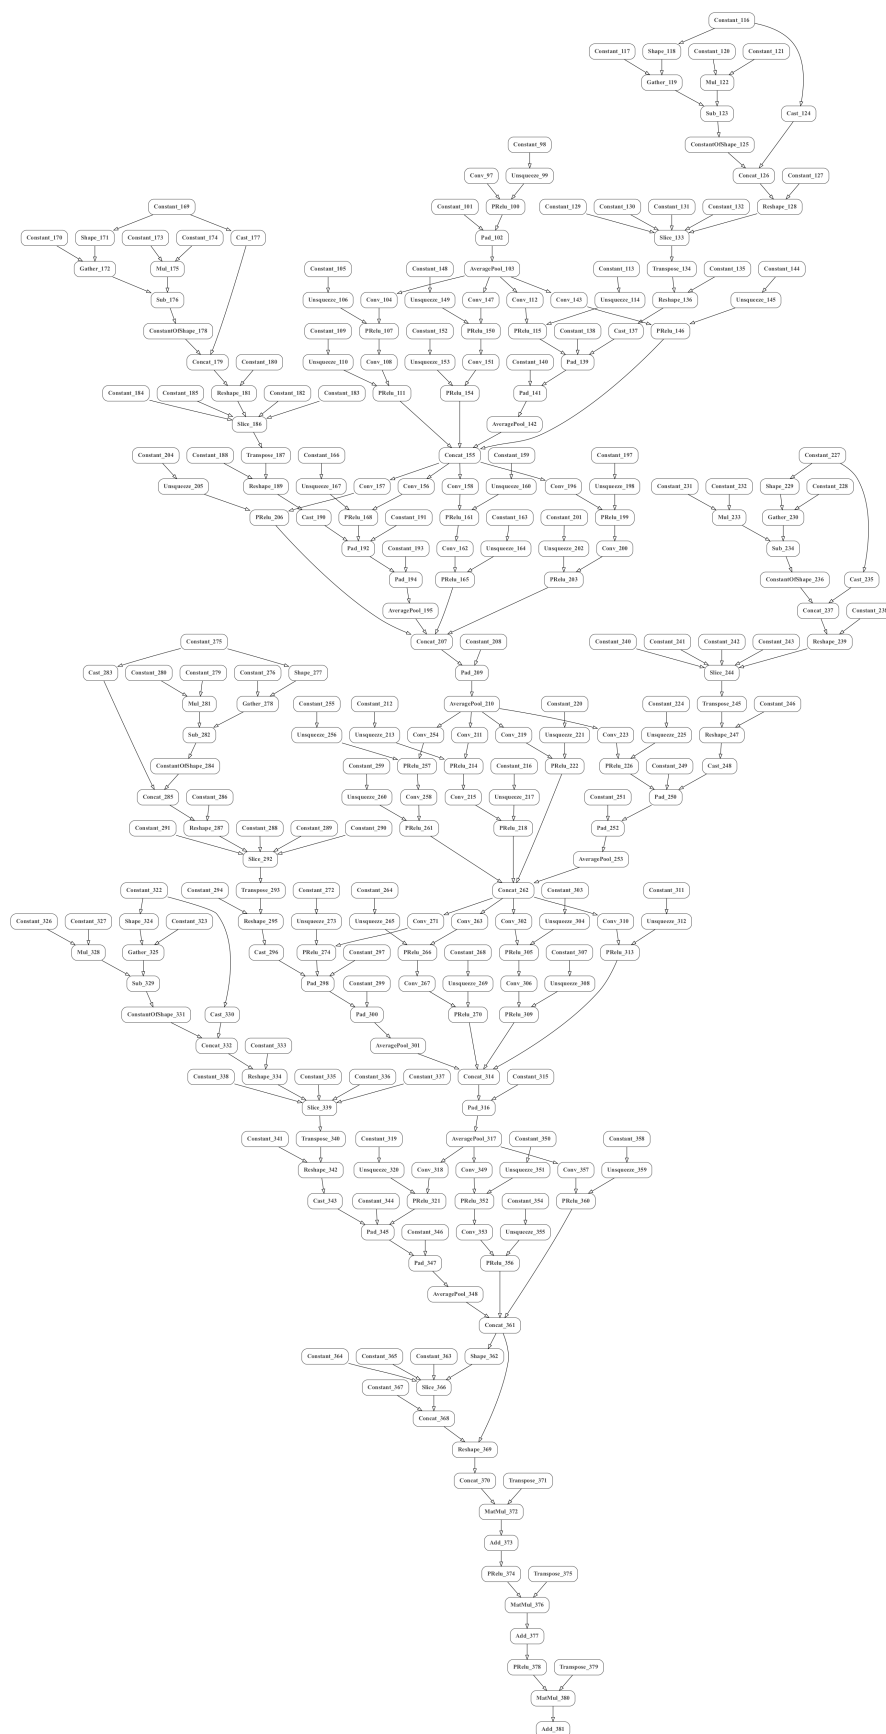 Constant_116
Constant_117 Shape_118 Constant_120 Constant_121
Gather_119 Mul_122
Sub_123 Cast_124
Constant_98 ConstantOfShape_125
Conv_97 Unsqueeze_99 Concat_126 Constant_127
Constant_169 Constant_101 PRelu_100 Constant_129 Constant_130 Constant_131 Constant_132 Reshape_128
Constant_170 Shape_171 Constant_173 Constant_174 Cast_177 Pad_102 Slice_133
Gather_172 Mul_175 Constant_105 Constant_148 AveragePool_103 Constant_113 Transpose_134 Constant_135 Constant_144
Sub_176 Unsqueeze_106 Conv_104 Unsqueeze_149 Conv_147 Conv_112 Conv_143 Unsqueeze_114 Reshape_136 Unsqueeze_145
ConstantOfShape_178 Constant_109 PRelu_107 Constant_152 PRelu_150 PRelu_115 Constant_138 Cast_137 PRelu_146
Concat_179 Constant_180 Unsqueeze_110 Conv_108 Unsqueeze_153 Conv_151 Constant_140 Pad_139
Constant_184 Constant_185 Reshape_181 Constant_182 Constant_183 PRelu_111 PRelu_154 Pad_141
Slice_186 AveragePool_142
Constant_204 Constant_188 Transpose_187 Constant_166 Concat_155 Constant_159 Constant_197 Constant_227
Unsqueeze_205 Reshape_189 Unsqueeze_167 Conv_157 Conv_156 Conv_158 Unsqueeze_160 Conv_196 Unsqueeze_198 Constant_231 Constant_232 Shape_229 Constant_228
PRelu_206 Cast_190 PRelu_168 Constant_191 PRelu_161 Constant_163 Constant_201 PRelu_199 Mul_233 Gather_230
Pad_192 Constant_193 Conv_162 Unsqueeze_164 Unsqueeze_202 Conv_200 Sub_234
Pad_194 PRelu_165 PRelu_203 ConstantOfShape_236 Cast_235
AveragePool_195 Concat_237 Constant_238
Constant_275 Concat_207 Constant_208 Constant_240 Constant_241 Constant_242 Constant_243 Reshape_239
Cast_283 Constant_280 Constant_279 Constant_276 Shape_277 Pad_209 Slice_244
Mul_281 Gather_278 Constant_255 Constant_212 AveragePool_210 Constant_220 Constant_224 Transpose_245 Constant_246
Sub_282 Unsqueeze_256 Unsqueeze_213 Conv_254 Conv_211 Conv_219 Unsqueeze_221 Conv_223 Unsqueeze_225 Reshape_247
ConstantOfShape_284 Constant_259 PRelu_257 PRelu_214 Constant_216 PRelu_222 PRelu_226 Constant_249 Cast_248
Concat_285 Constant_286 Unsqueeze_260 Conv_258 Conv_215 Unsqueeze_217 Constant_251 Pad_250
Constant_291 Reshape_287 Constant_288 Constant_289 Constant_290 PRelu_261 PRelu_218 Pad_252
Slice_292 AveragePool_253
Constant_322 Constant_294 Transpose_293 Constant_272 Constant_264 Concat_262 Constant_303 Constant_311
Constant_326 Constant_327 Shape_324 Constant_323 Reshape_295 Unsqueeze_273 Unsqueeze_265 Conv_271 Conv_263 Conv_302 Unsqueeze_304 Conv_310 Unsqueeze_312
Mul_328 Gather_325 Cast_296 PRelu_274 Constant_297 PRelu_266 Constant_268 PRelu_305 Constant_307 PRelu_313
Sub_329 Pad_298 Constant_299 Conv_267 Unsqueeze_269 Conv_306 Unsqueeze_308
ConstantOfShape_331 Cast_330 Pad_300 PRelu_270 PRelu_309
Concat_332 Constant_333 AveragePool_301
Constant_338 Reshape_334 Constant_335 Constant_336 Constant_337 Concat_314 Constant_315
Slice_339 Pad_316
Constant_341 Transpose_340 Constant_319 AveragePool_317 Constant_350 Constant_358
Reshape_342 Unsqueeze_320 Conv_318 Conv_349 Unsqueeze_351 Conv_357 Unsqueeze_359
Cast_343 Constant_344 PRelu_321 PRelu_352 Constant_354 PRelu_360
Pad_345 Constant_346 Conv_353 Unsqueeze_355
Pad_347 PRelu_356
AveragePool_348
Concat_361
Constant_364 Constant_365 Constant_363 Shape_362
Constant_367 Slice_366
Concat_368
Reshape_369
Concat_370 Transpose_371
MatMul_372
Add_373
PRelu_374 Transpose_375
MatMul_376
Add_377
PRelu_378 Transpose_379
MatMul_380
Add_381